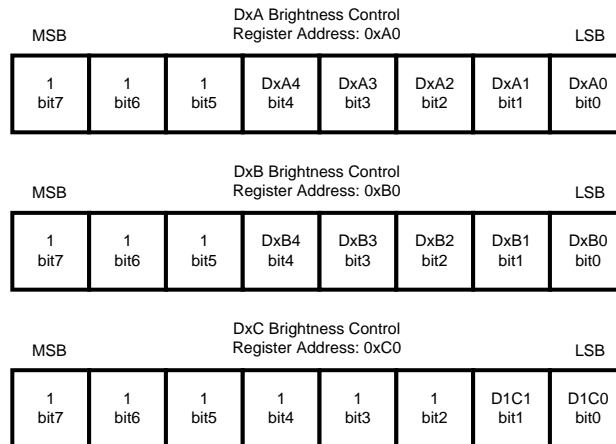 DxA Brightness Control
MSB Register Address: 0xA0 LSB
1 1 1 DxA4 DxA3 DxA2 DxA1 DxA0
bit7 bit6 bit5 bit4 bit3 bit2 bit1 bit0
DxB Brightness Control
MSB Register Address: 0xB0 LSB
1 1 1 DxB4 DxB3 DxB2 DxB1 DxB0
bit7 bit6 bit5 bit4 bit3 bit2 bit1 bit0
DxC Brightness Control
MSB Register Address: 0xC0 LSB
1 1 1 1 1 1 D1C1 D1C0
bit7 bit6 bit5 bit4 bit3 bit2 bit1 bit0